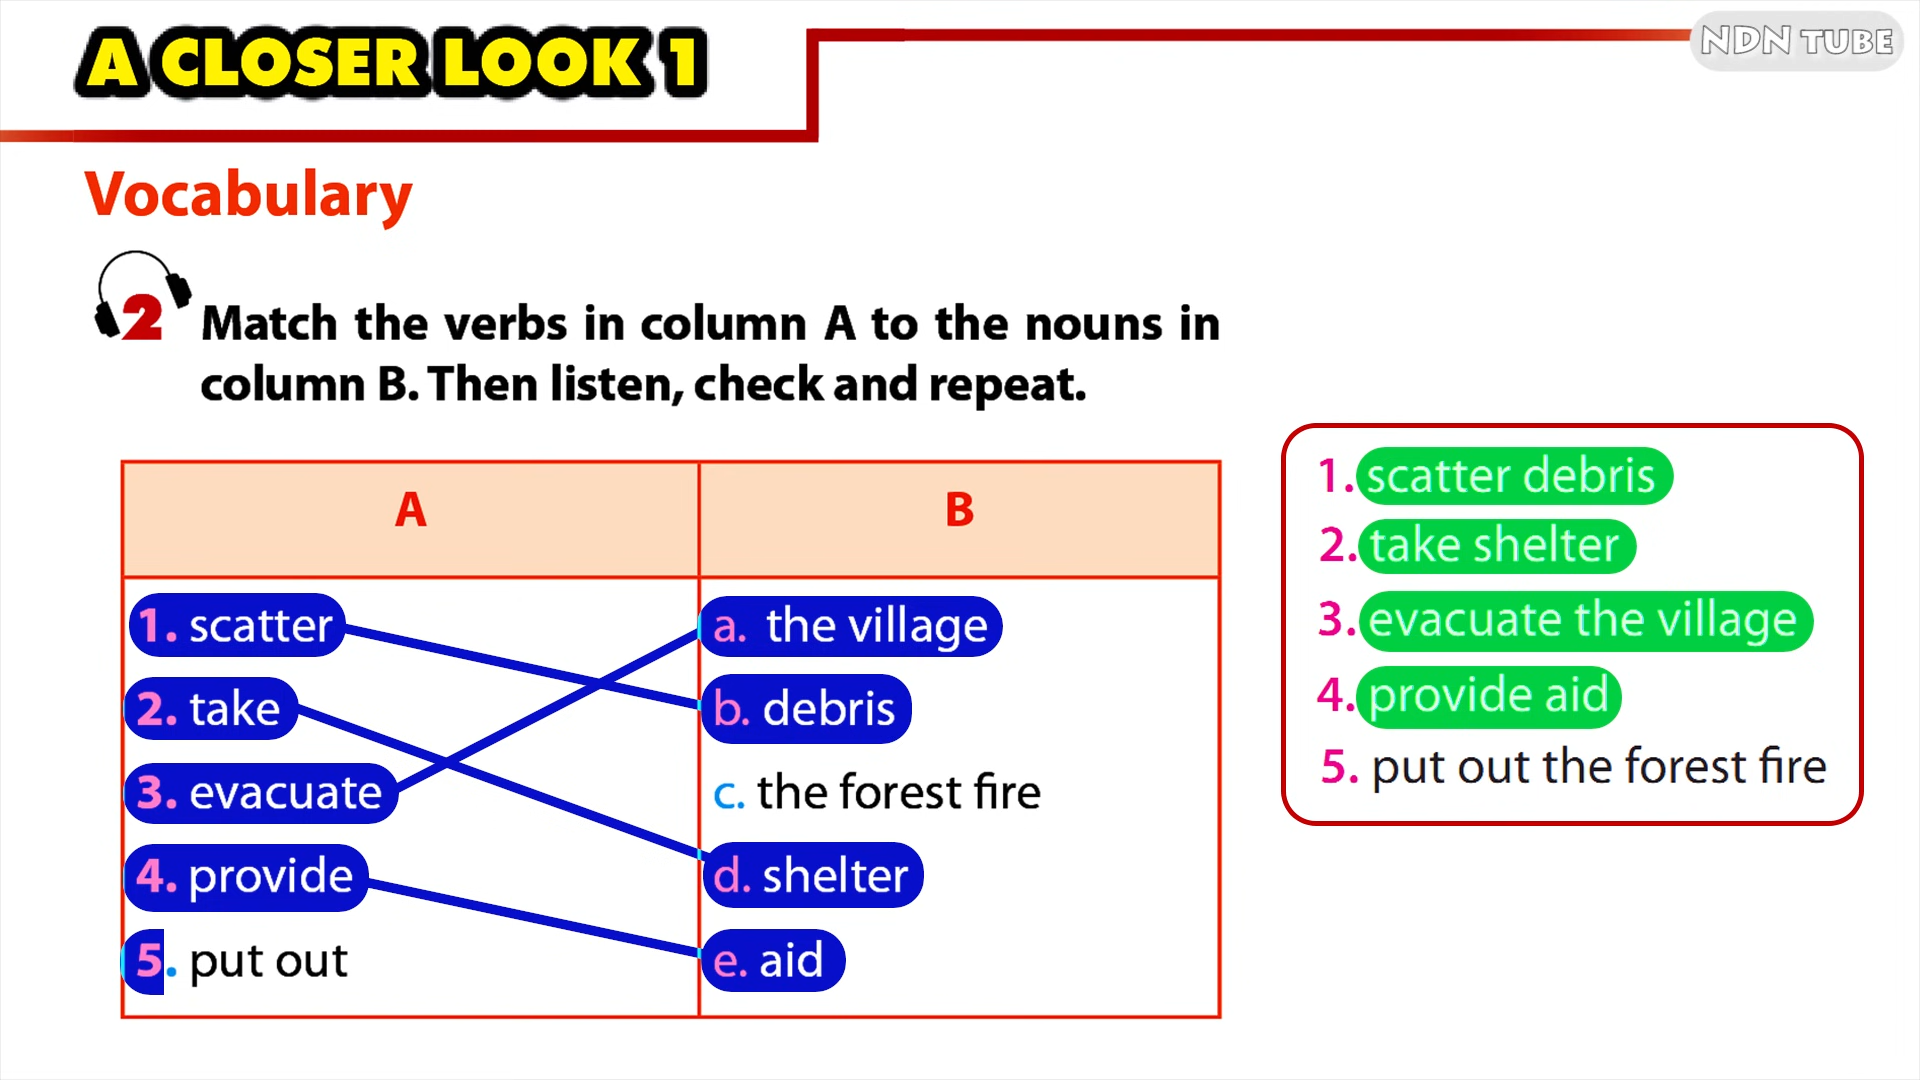 A CLOSER LOOK 1
NDN TUBE
Vocabulary
2 Match the verbs in column A to the nouns in
column B. Then listen, check and repeat.
A B
1. scatter a. the village
2. take b. debris
3. evacuate c. the forest fire
4. provide d. shelter
5. put out e. aid
1. scatter debris
2. take shelter
3. evacuate the village
4. provide aid
5. put out the forest fire